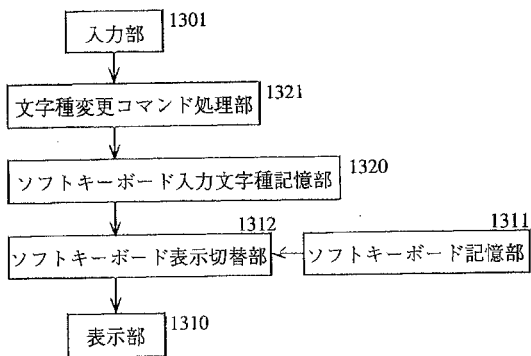 1301
入力部
1321
文字種変更コマンド処理部
1320
ソフトキーボード入力文字種記憶部
1312
1311
ソフトキーボード表示切替部
ソフトキーボード記憶部
1310
表示部